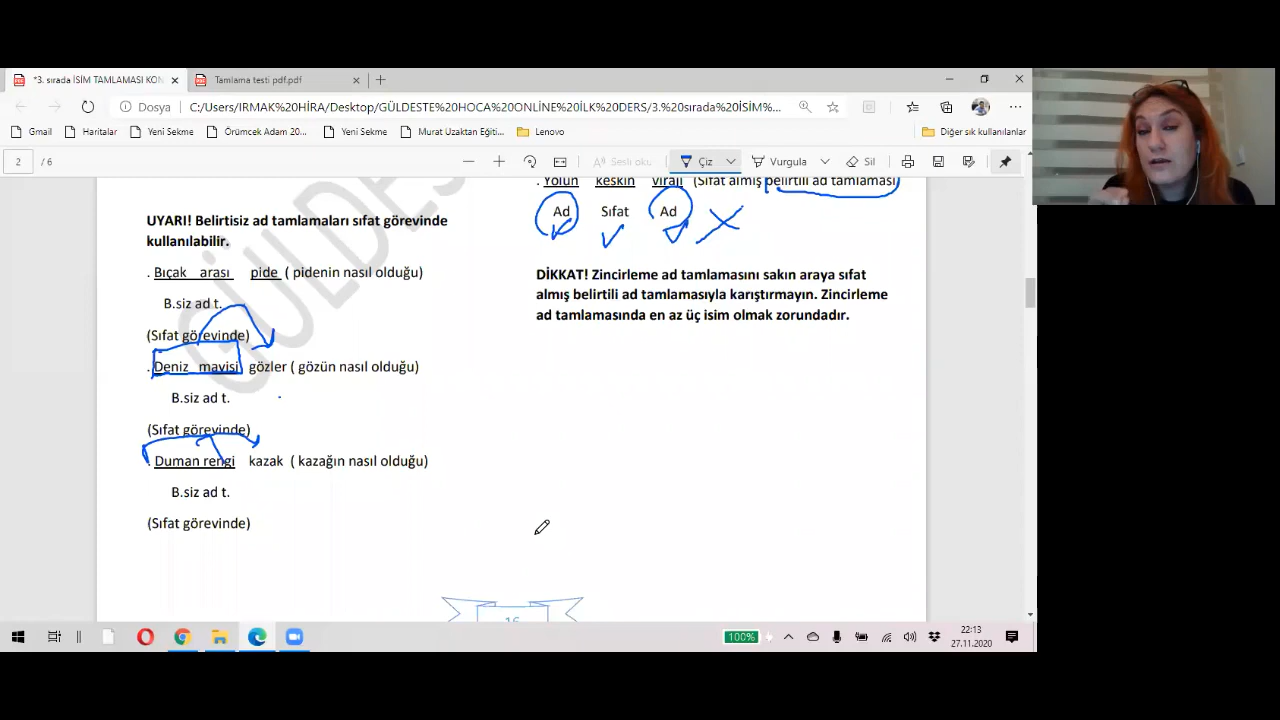 *3. sırada İSİM TAMLAMASI KON
Tamlama testi pdf.pdf
Dosya
C:/Users/IRMAK%20HİRA/Desktop/GÜLDESTE%20HOCA%20ONLİNE%20İLK%20DERS/3.%20sırada%20İSİM%...
Gmail
Haritalar
Yeni Sekme
Örümcek Adam 20...
Yeni Sekme
Murat Uzaktan Eğiti...
Lenovo
Diğer sık kullanılanlar
2 / 6
Sesli oku
Çiz
Vurgula
Sil
GÜLDES
UYARI! Belirtisiz ad tamlamaları sıfat görevinde
kullanılabilir.
. Bıçak arası pide ( pidenin nasıl olduğu)
B.siz ad t.
(Sıfat görevinde)
. Deniz mavisi gözler ( gözün nasıl olduğu)
B.siz ad t.
(Sıfat görevinde)
. Duman rengi kazak ( kazağın nasıl olduğu)
B.siz ad t.
(Sıfat görevinde)
. Yolun keskin virajı (Sıfat almış belirtili ad tamlaması)
Ad Sıfat Ad
DİKKAT! Zincirleme ad tamlamasını sakın araya sıfat
almış belirtili ad tamlamasıyla karıştırmayın. Zincirleme
ad tamlamasında en az üç isim olmak zorundadır.
16
100%
22:13
27.11.2020